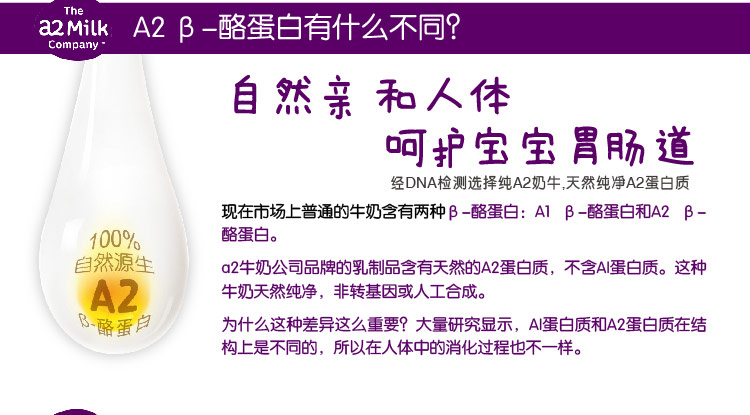 The
a2 Milk
Company™
A2 β-酪蛋白有什么不同?
自然亲 和人体
呵护宝宝胃肠道
经DNA检测选择纯A2奶牛,天然纯净A2蛋白质
现在市场上普通的牛奶含有两种β-酪蛋白：A1 β-酪蛋白和A2 β-
酪蛋白。
a2牛奶公司品牌的乳制品含有天然的A2蛋白质，不含AI蛋白质。这种
牛奶天然纯净，非转基因或人工合成。
为什么这种差异这么重要？大量研究显示，AI蛋白质和A2蛋白质在结
构上是不同的，所以在人体中的消化过程也不一样。
100%
自然源生
A2
β-酪蛋白